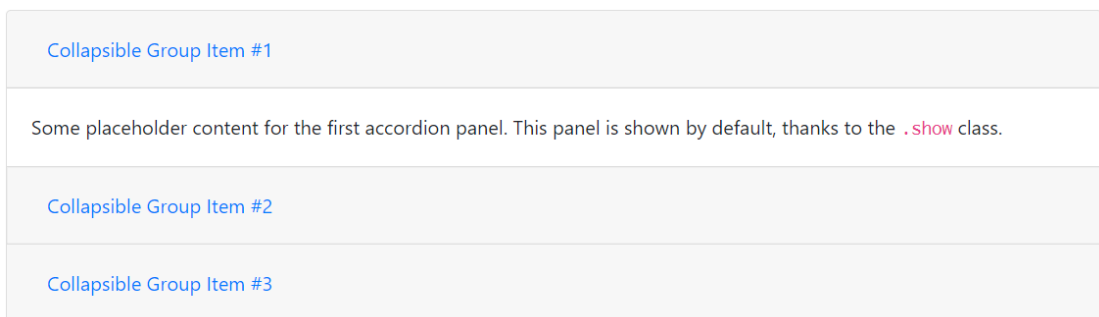 Collapsible Group Item #1
Some placeholder content for the first accordion panel. This panel is shown by default, thanks to the .show class.
Collapsible Group Item #2
Collapsible Group Item #3